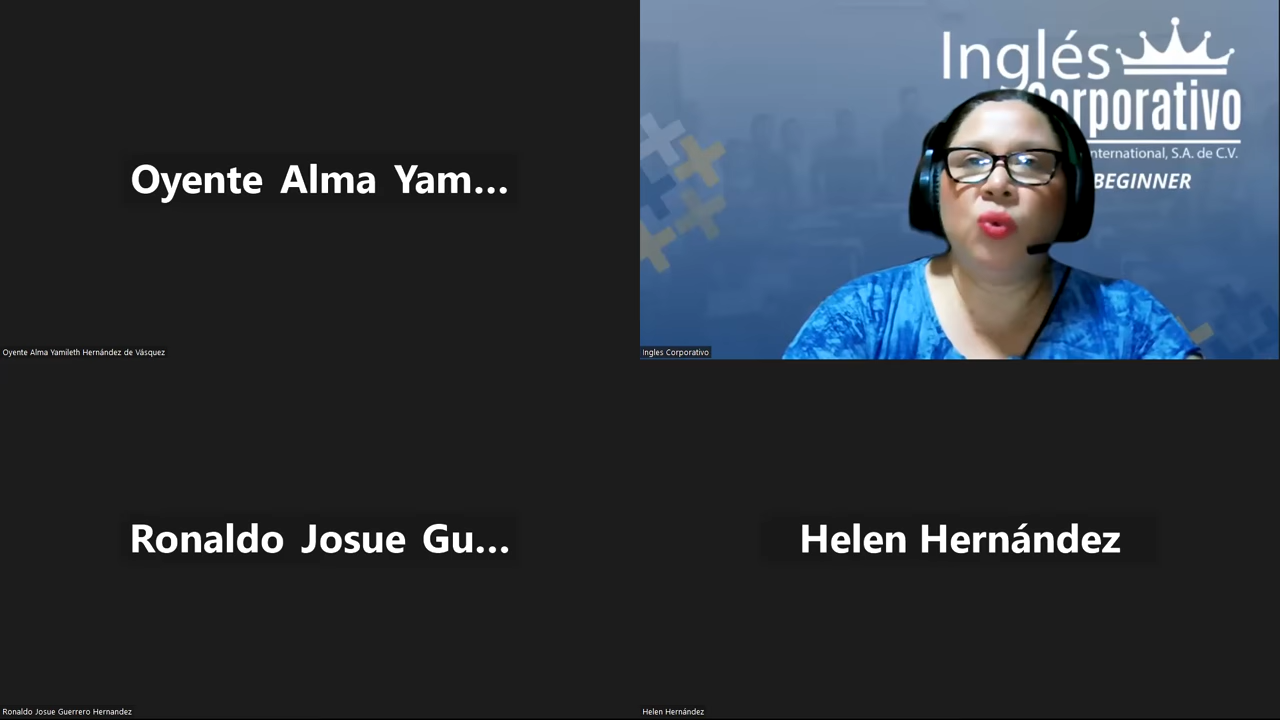 Oyente Alma Yam...
Oyente Alma Yamileth Hernández de Vásquez
Inglés
Corporativo
International, S.A. de C.V.
BEGINNER
Ingles Corporativo
Ronaldo Josue Gu...
Ronaldo Josue Guerrero Hernandez
Helen Hernández
Helen Hernández